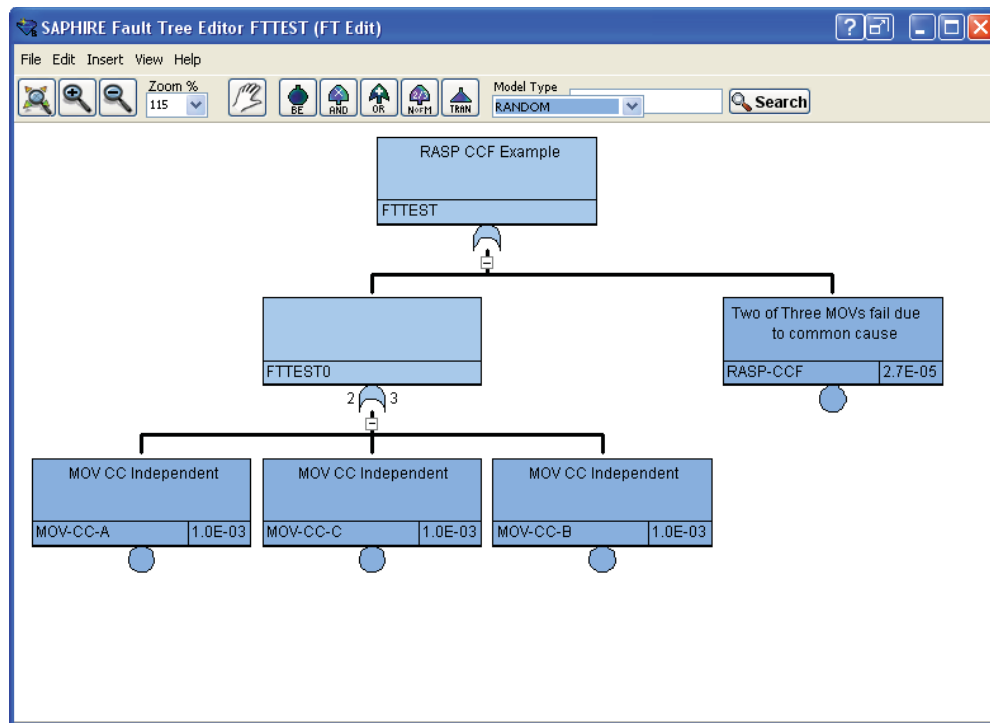 SAPHIRE Fault Tree Editor FTTEST (FT Edit)
File Edit Insert View Help
Zoom %
115
BE
AND
OR
N/M
TRAN
Model Type
RANDOM
Search
RASP CCF Example
FTTEST
Two of Three MOVs fail due
to common cause
FTTEST0
RASP-CCF 2.7E-05
2 3
MOV CC Independent
MOV-CC-A 1.0E-03
MOV CC Independent
MOV-CC-C 1.0E-03
MOV CC Independent
MOV-CC-B 1.0E-03